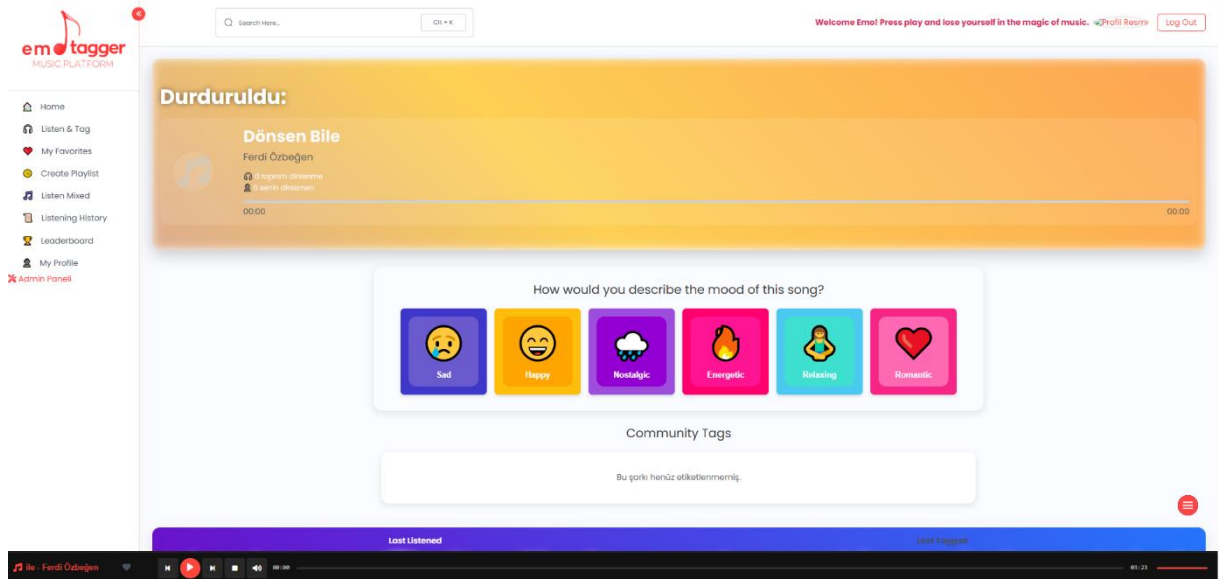 em tagger
MUSIC PLATFORM
Home
Listen & Tag
My Favorites
Create Playlist
Listen Mixed
Listening History
Leaderboard
My Profile
Admin Paneli
Search Here...
Welcome Emo! Press play and lose yourself in the magic of music.
Profil Resmi
Log Out
Durduruldu:
Dönsen Bile
Ferdi Özbeğen
0 toplam dinlenme
0 senin dinlemen
00:00 00:00
How would you describe the mood of this song?
Sad Happy Nostalgic Energetic Relaxing Romantic
Community Tags
Bu şarkı henüz etiketlenmemiş.
Last Listened Last Tagged
ile - Ferdi Özbeğen 00:00 03:23